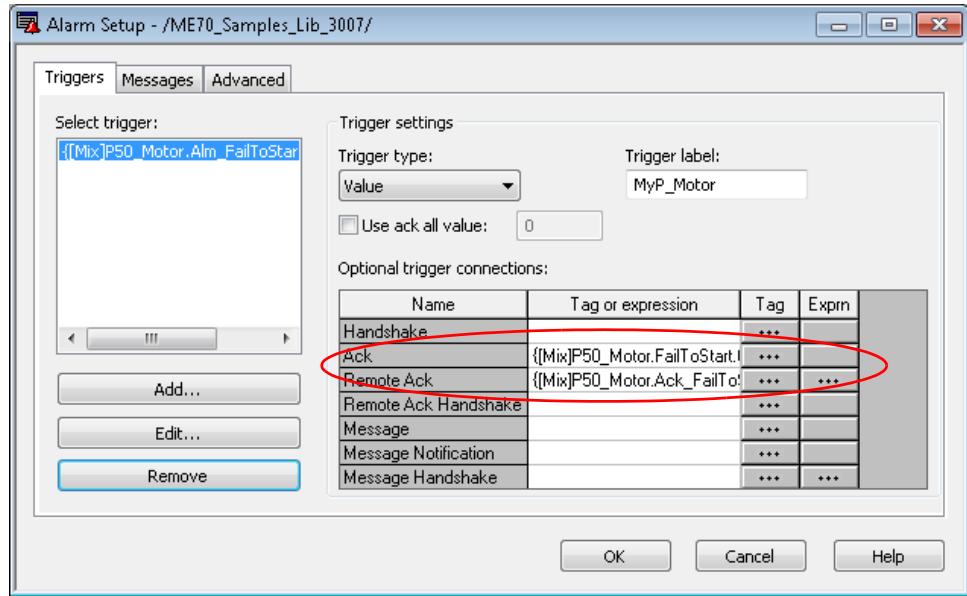 Alarm Setup - /ME70_Samples_Lib_3007/
Triggers Messages Advanced
Select trigger:
{[Mix]P50_Motor.Alm_FailToStar
Add...
Edit...
Remove
Trigger settings
Trigger type:
Value
Trigger label:
MyP_Motor
Use ack all value: 0
Optional trigger connections:
Name Tag or expression Tag Exprn
Handshake ...
Ack {[Mix]P50_Motor.FailToStart. ...
Remote Ack {[Mix]P50_Motor.Ack_FailTo ... ...
Remote Ack Handshake ...
Message ...
Message Notification ...
Message Handshake ... ...
OK Cancel Help